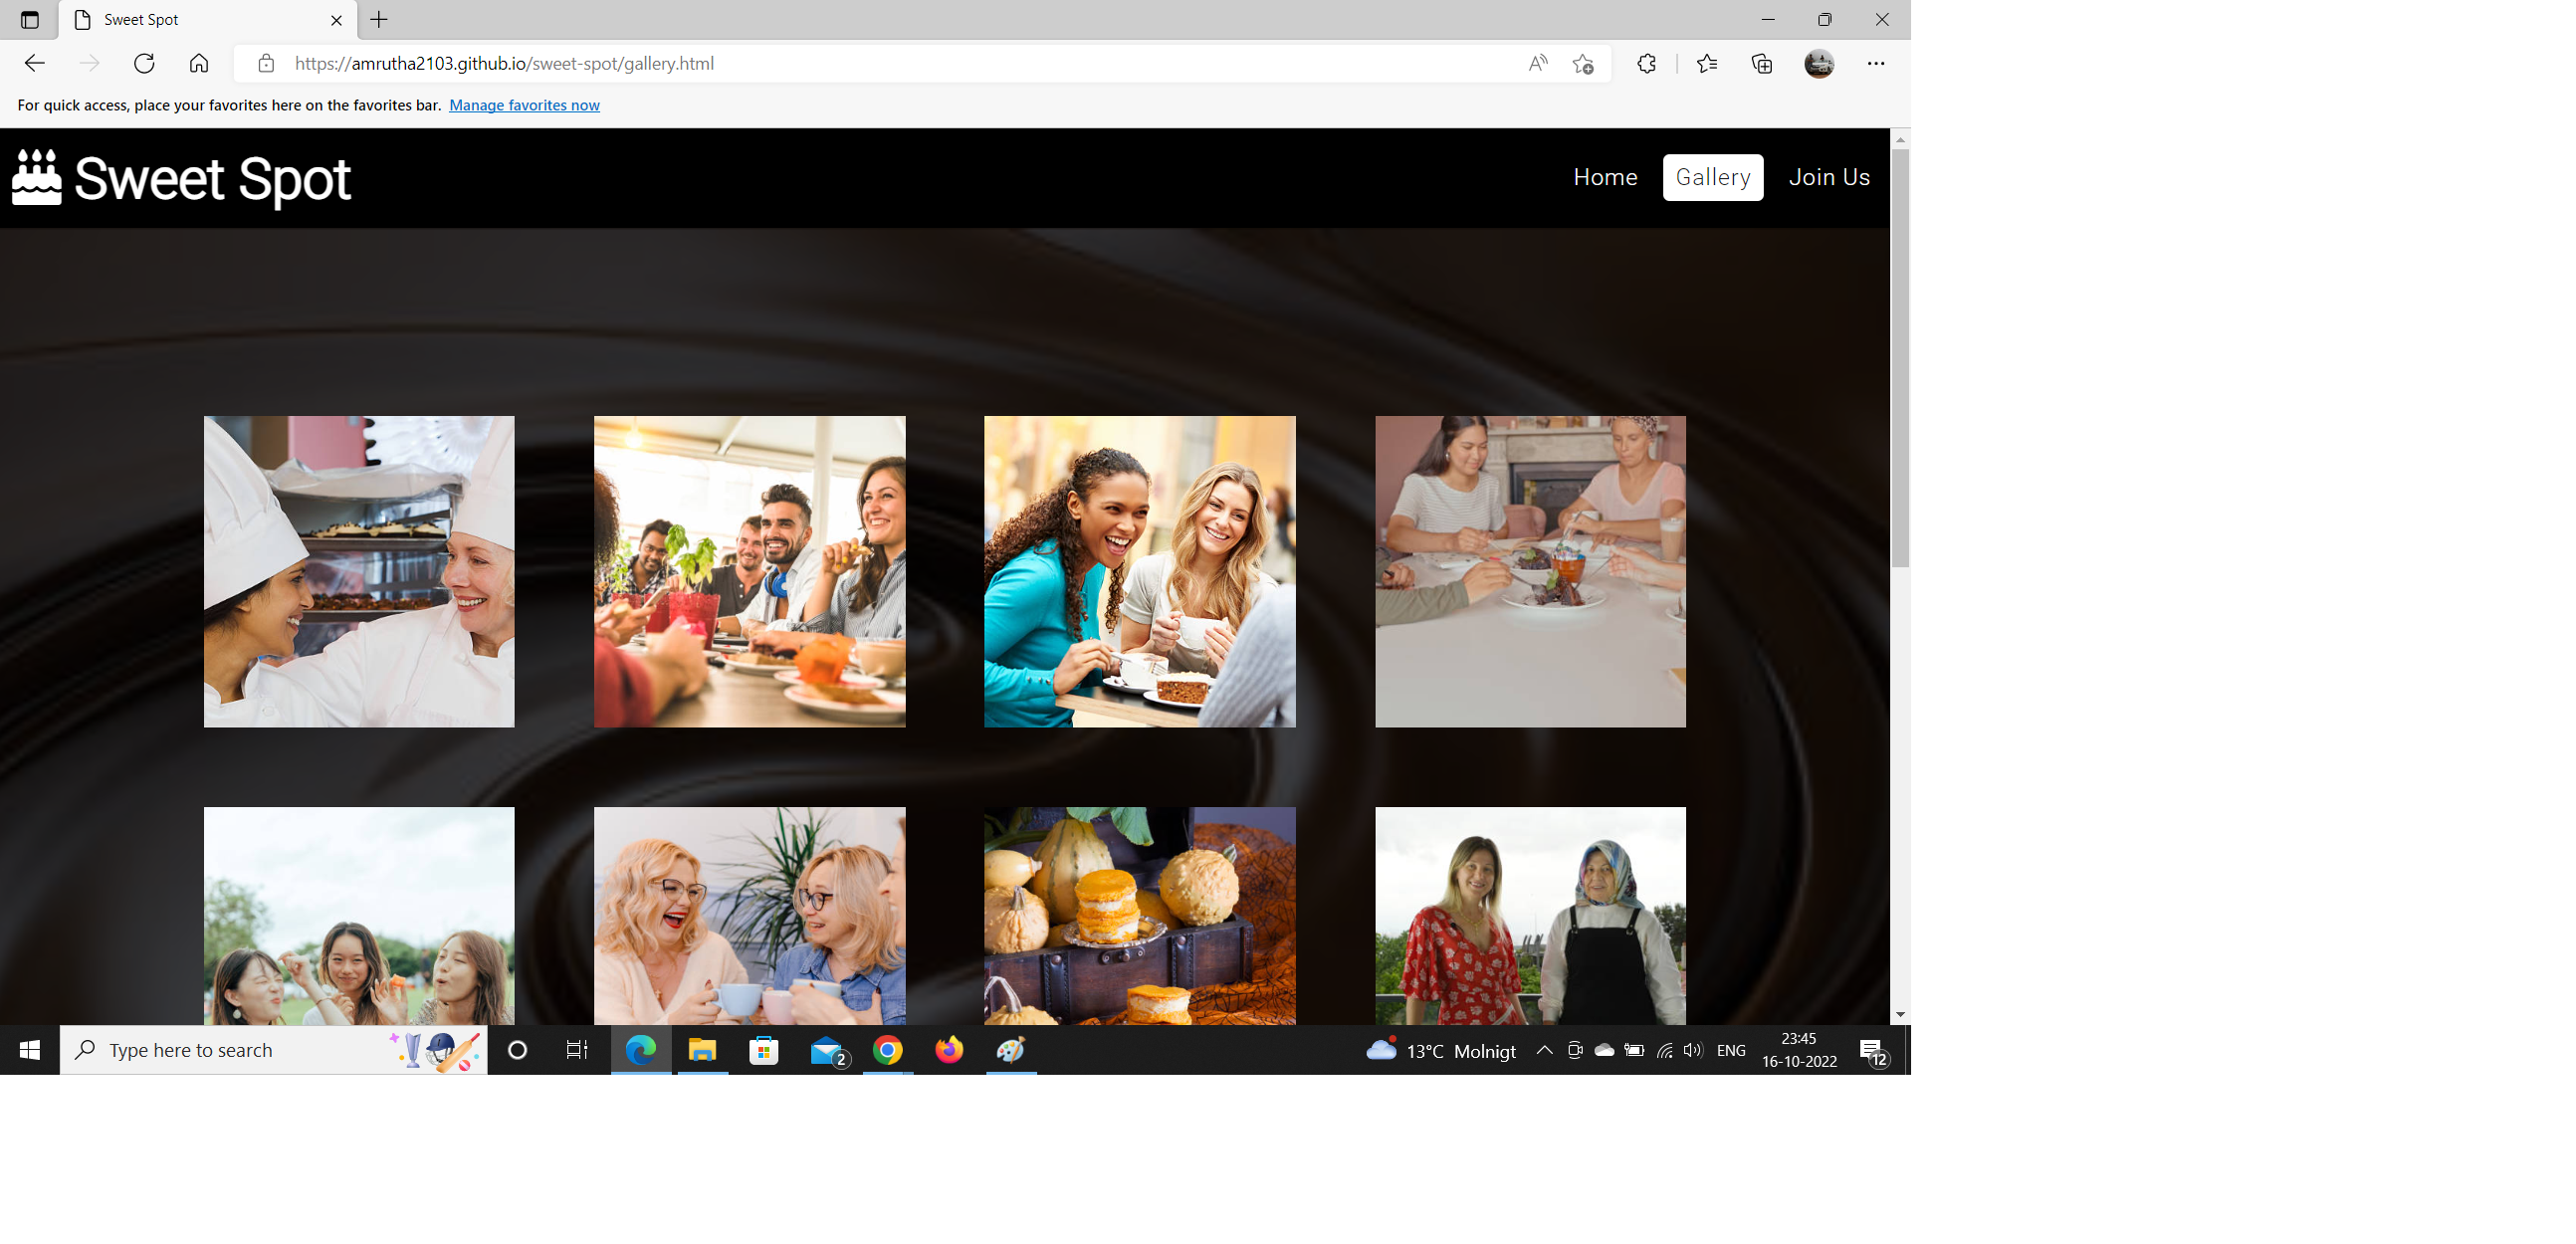 Sweet Spot
https://amrutha2103.github.io/sweet-spot/gallery.html
For quick access, place your favorites here on the favorites bar. Manage favorites now
Sweet Spot
Home Gallery Join Us
Type here to search
2
13°C Molnigt
ENG
23:45
16-10-2022
12